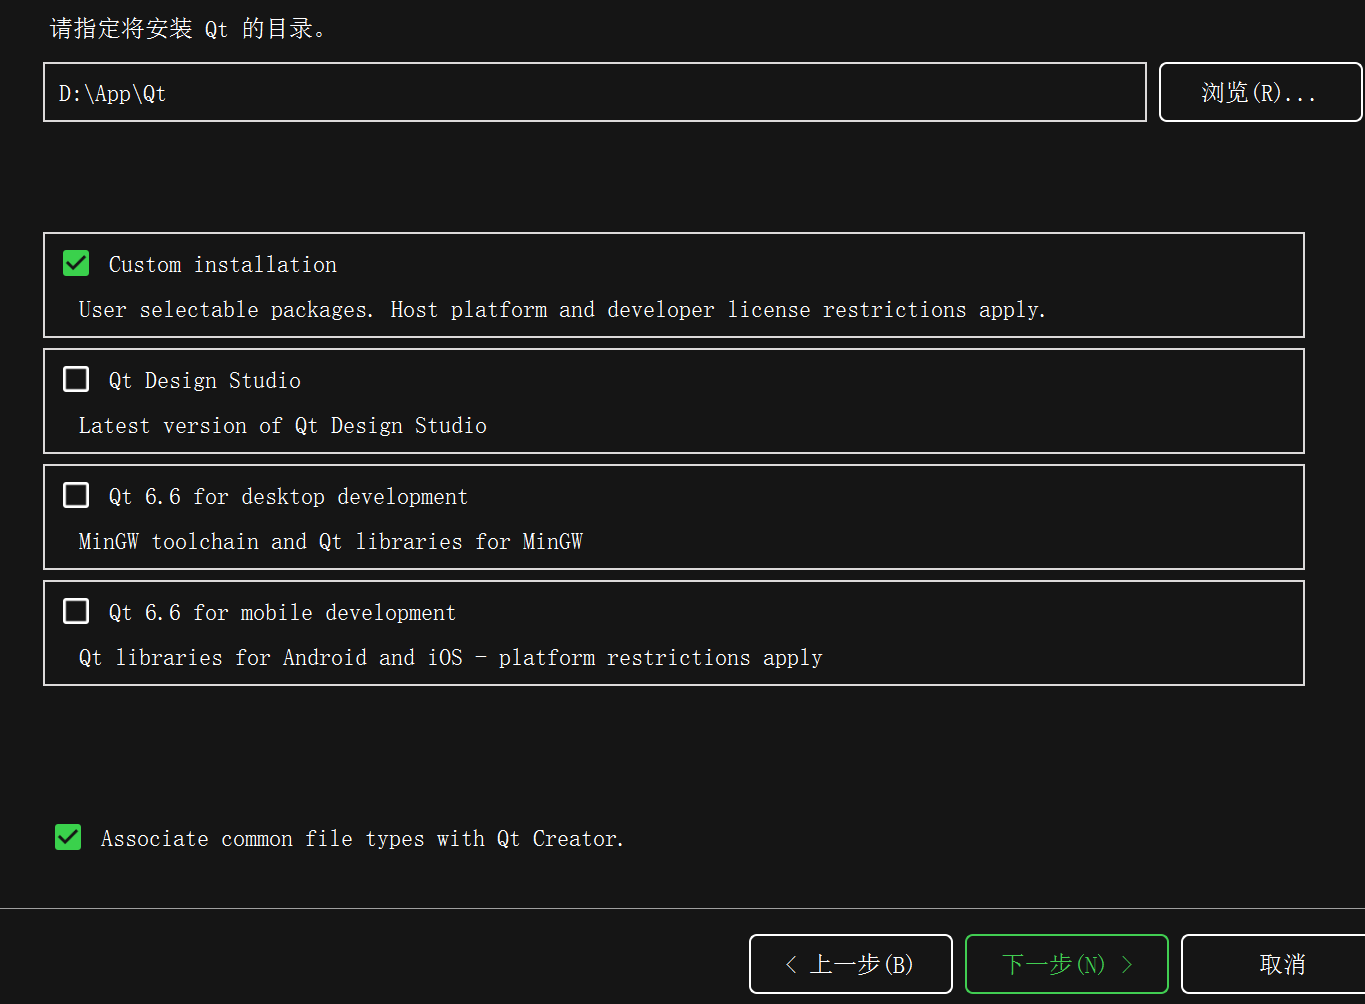 请指定将安装 Qt 的目录。
D:\App\Qt
浏览(R)...
Custom installation
User selectable packages. Host platform and developer license restrictions apply.
Qt Design Studio
Latest version of Qt Design Studio
Qt 6.6 for desktop development
MinGW toolchain and Qt libraries for MinGW
Qt 6.6 for mobile development
Qt libraries for Android and iOS - platform restrictions apply
Associate common file types with Qt Creator.
< 上一步(B)
下一步(N) >
取消